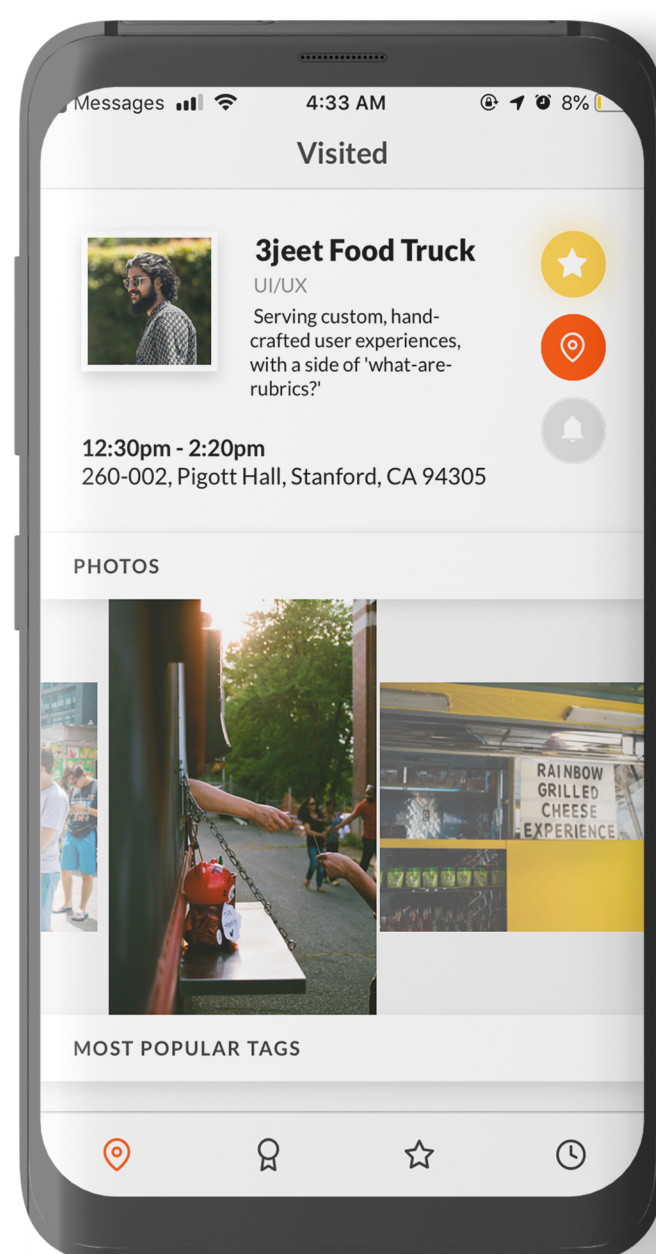 Messages 4:33 AM 8%
Visited
3jeet Food Truck
UI/UX
Serving custom, hand-
crafted user experiences,
with a side of 'what-are-
rubrics?'
12:30pm - 2:20pm
260-002, Pigott Hall, Stanford, CA 94305
PHOTOS
RAINBOW
GRILLED
CHEESE
EXPERIENCE
MOST POPULAR TAGS